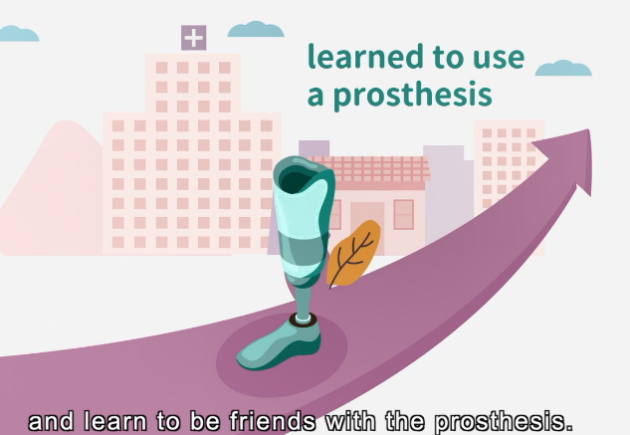 learned to use
a prosthesis
and learn to be friends with the prosthesis.